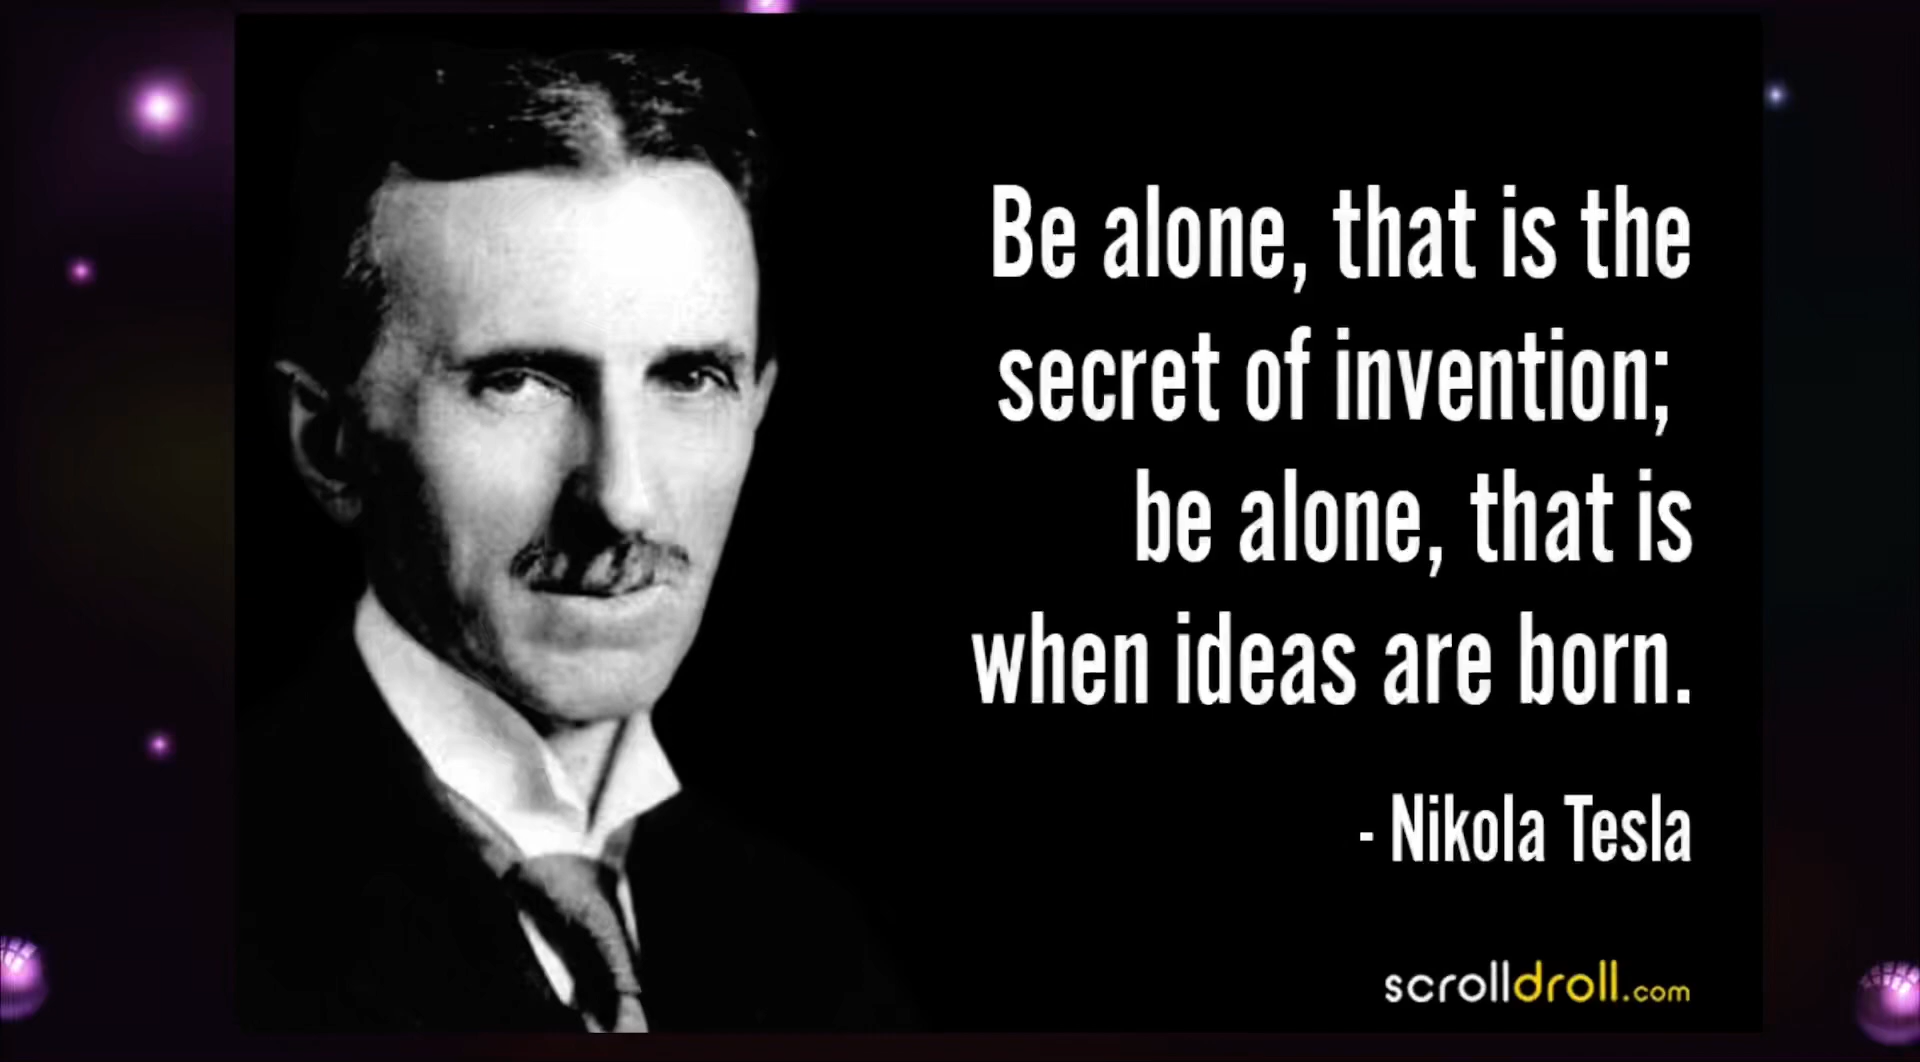 Be alone, that is the
secret of invention;
be alone, that is
when ideas are born.
- Nikola Tesla
scrolldroll.com